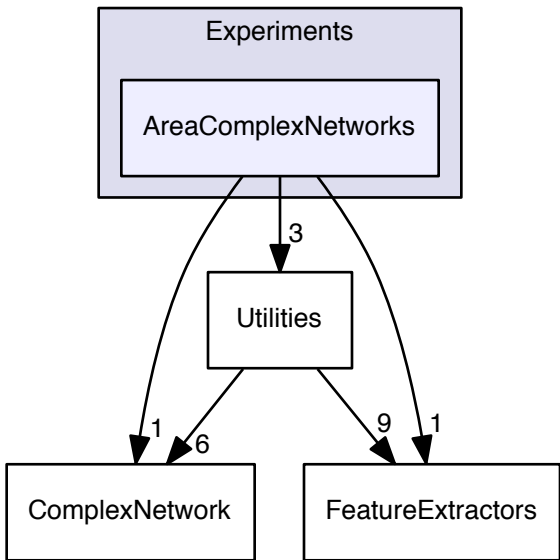 Experiments
AreaComplexNetworks
3
Utilities
1
6
9
1
ComplexNetwork
FeatureExtractors